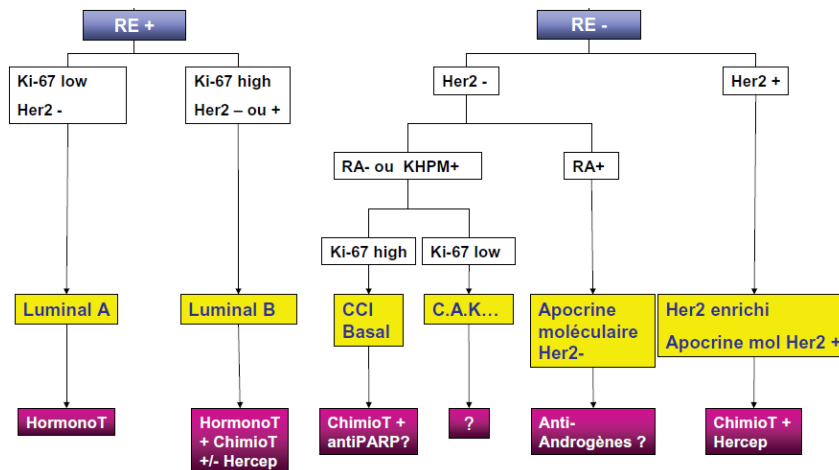 RE +
RE -
Ki-67 low
Her2 -
Ki-67 high
Her2 – ou +
Her2 -
Her2 +
RA- ou KHPM+
RA+
Ki-67 high
Ki-67 low
Luminal A
Luminal B
CCI
Basal
C.A.K…
Apocrine
moléculaire
Her2-
Her2 enrichi
Apocrine mol Her2 +
HormonoT
HormonoT
+ ChimioT
+/- Hercep
ChimioT +
antiPARP?
?
Anti-
Androgènes ?
ChimioT +
Hercep